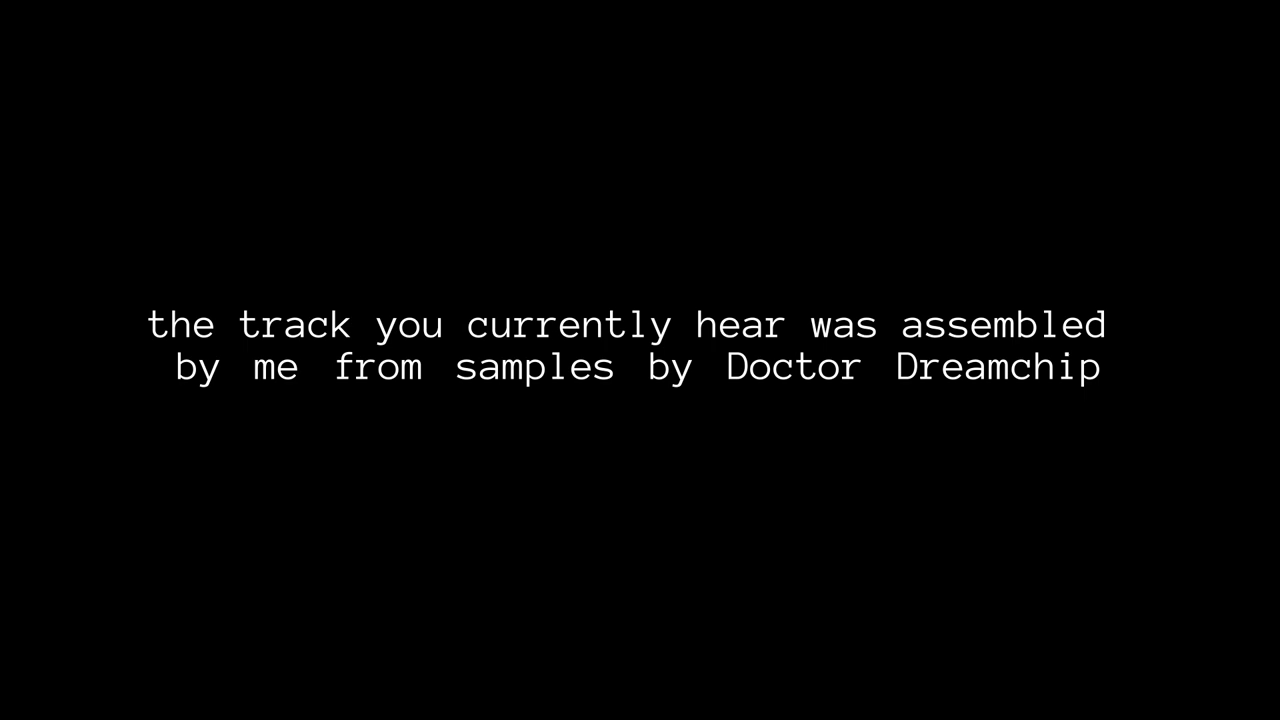 the track you currently hear was assembled
by me from samples by Doctor Dreamchip